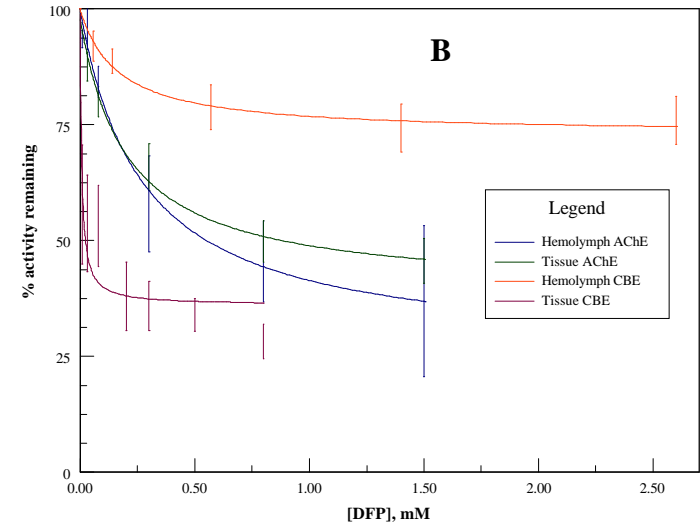 100
B
75
% activity remaining
Legend
Hemolymph AChE
Tissue AChE
Hemolymph CBE
Tissue CBE
50
25
0
0.00
0.50
1.00
1.50
2.00
2.50
[DFP], mM